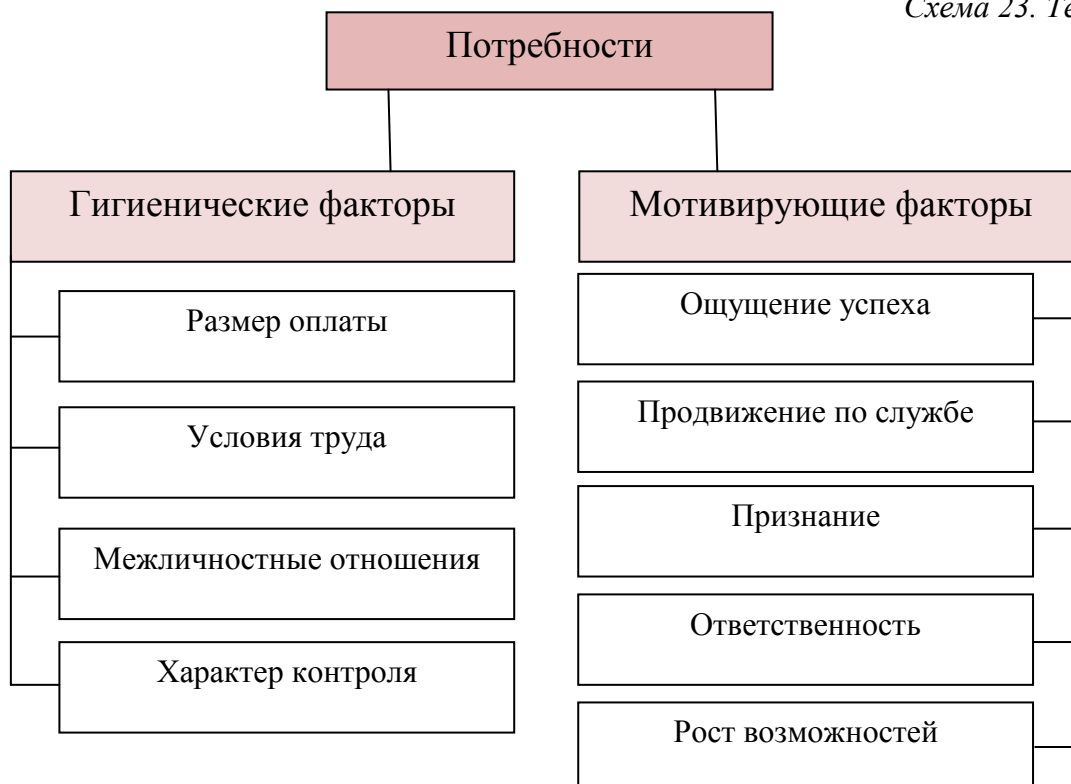 Схема 23.
Потребности
Гигиенические факторы
Размер оплаты
Условия труда
Межличностные отношения
Характер контроля
Мотивирующие факторы
Ощущение успеха
Продвижение по службе
Признание
Ответственность
Рост возможностей